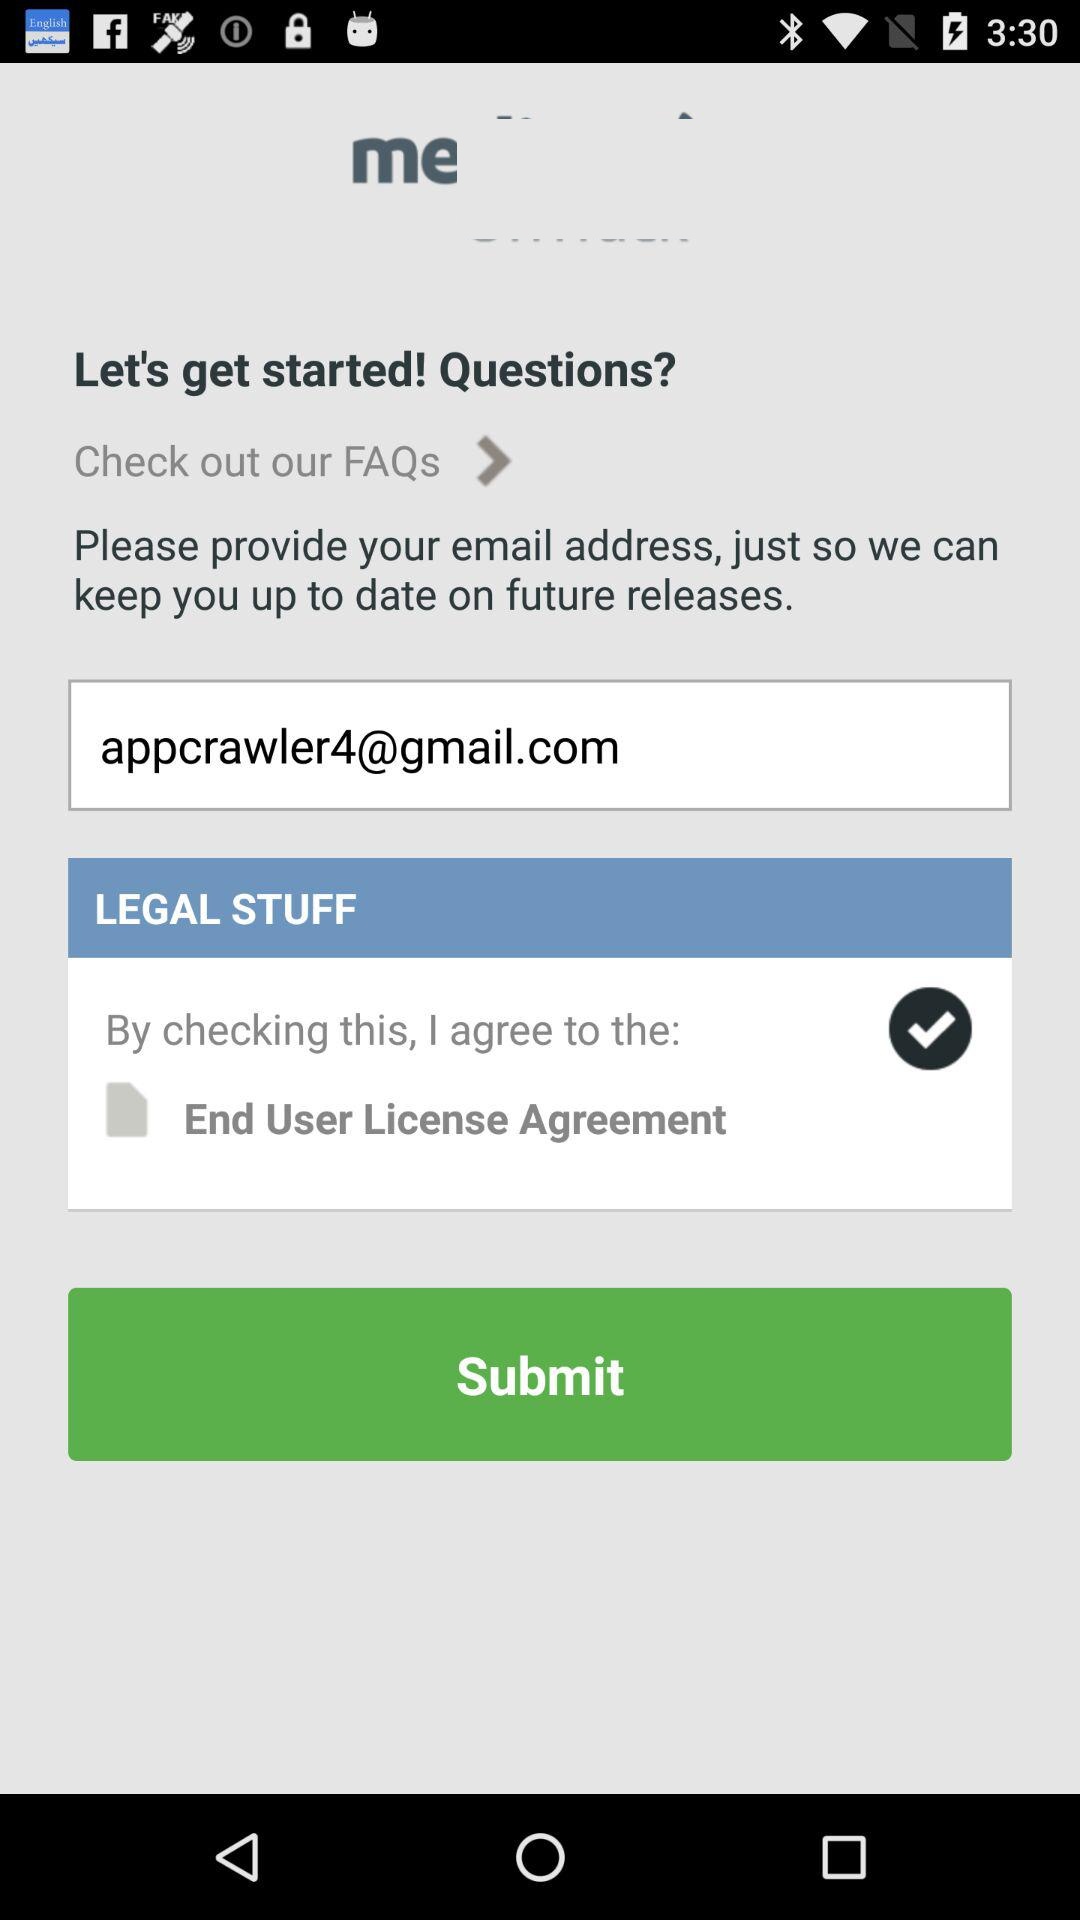 English
سیکھیں
FAKE
3:30
me
Let's get started! Questions?
Check out our FAQs
Please provide your email address, just so we can
keep you up to date on future releases.
appcrawler4@gmail.com
LEGAL STUFF
By checking this, I agree to the:
End User License Agreement
Submit